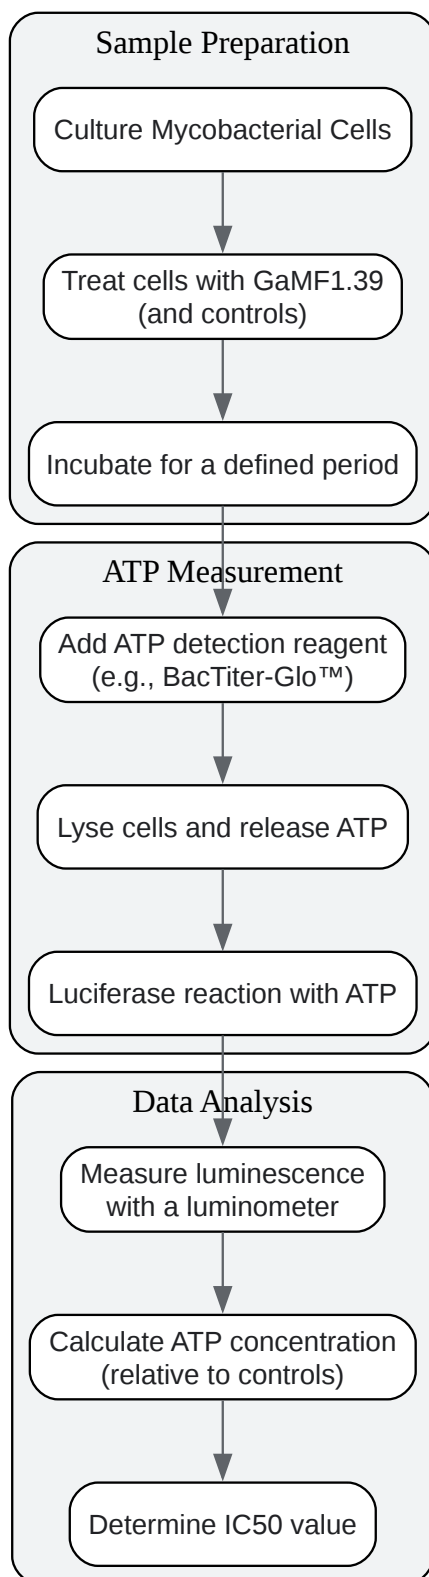 Sample Preparation
Culture Mycobacterial Cells
Treat cells with GaMF1.39
(and controls)
Incubate for a defined period
ATP Measurement
Add ATP detection reagent
(e.g., BacTiter-Glo™)
Lyse cells and release ATP
Luciferase reaction with ATP
Data Analysis
Measure luminescence
with a luminometer
Calculate ATP concentration
(relative to controls)
Determine IC50 value